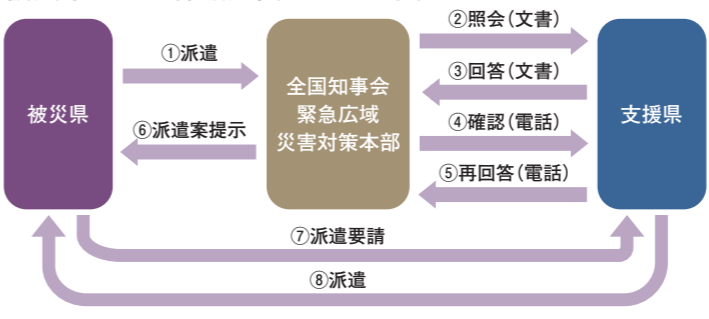 ②照会(文書)
①派遣
③回答(文書)
被災県
全国知事会
緊急広域
災害対策本部
支援県
⑥派遣案提示
④確認(電話)
⑤再回答(電話)
⑦派遣要請
⑧派遣